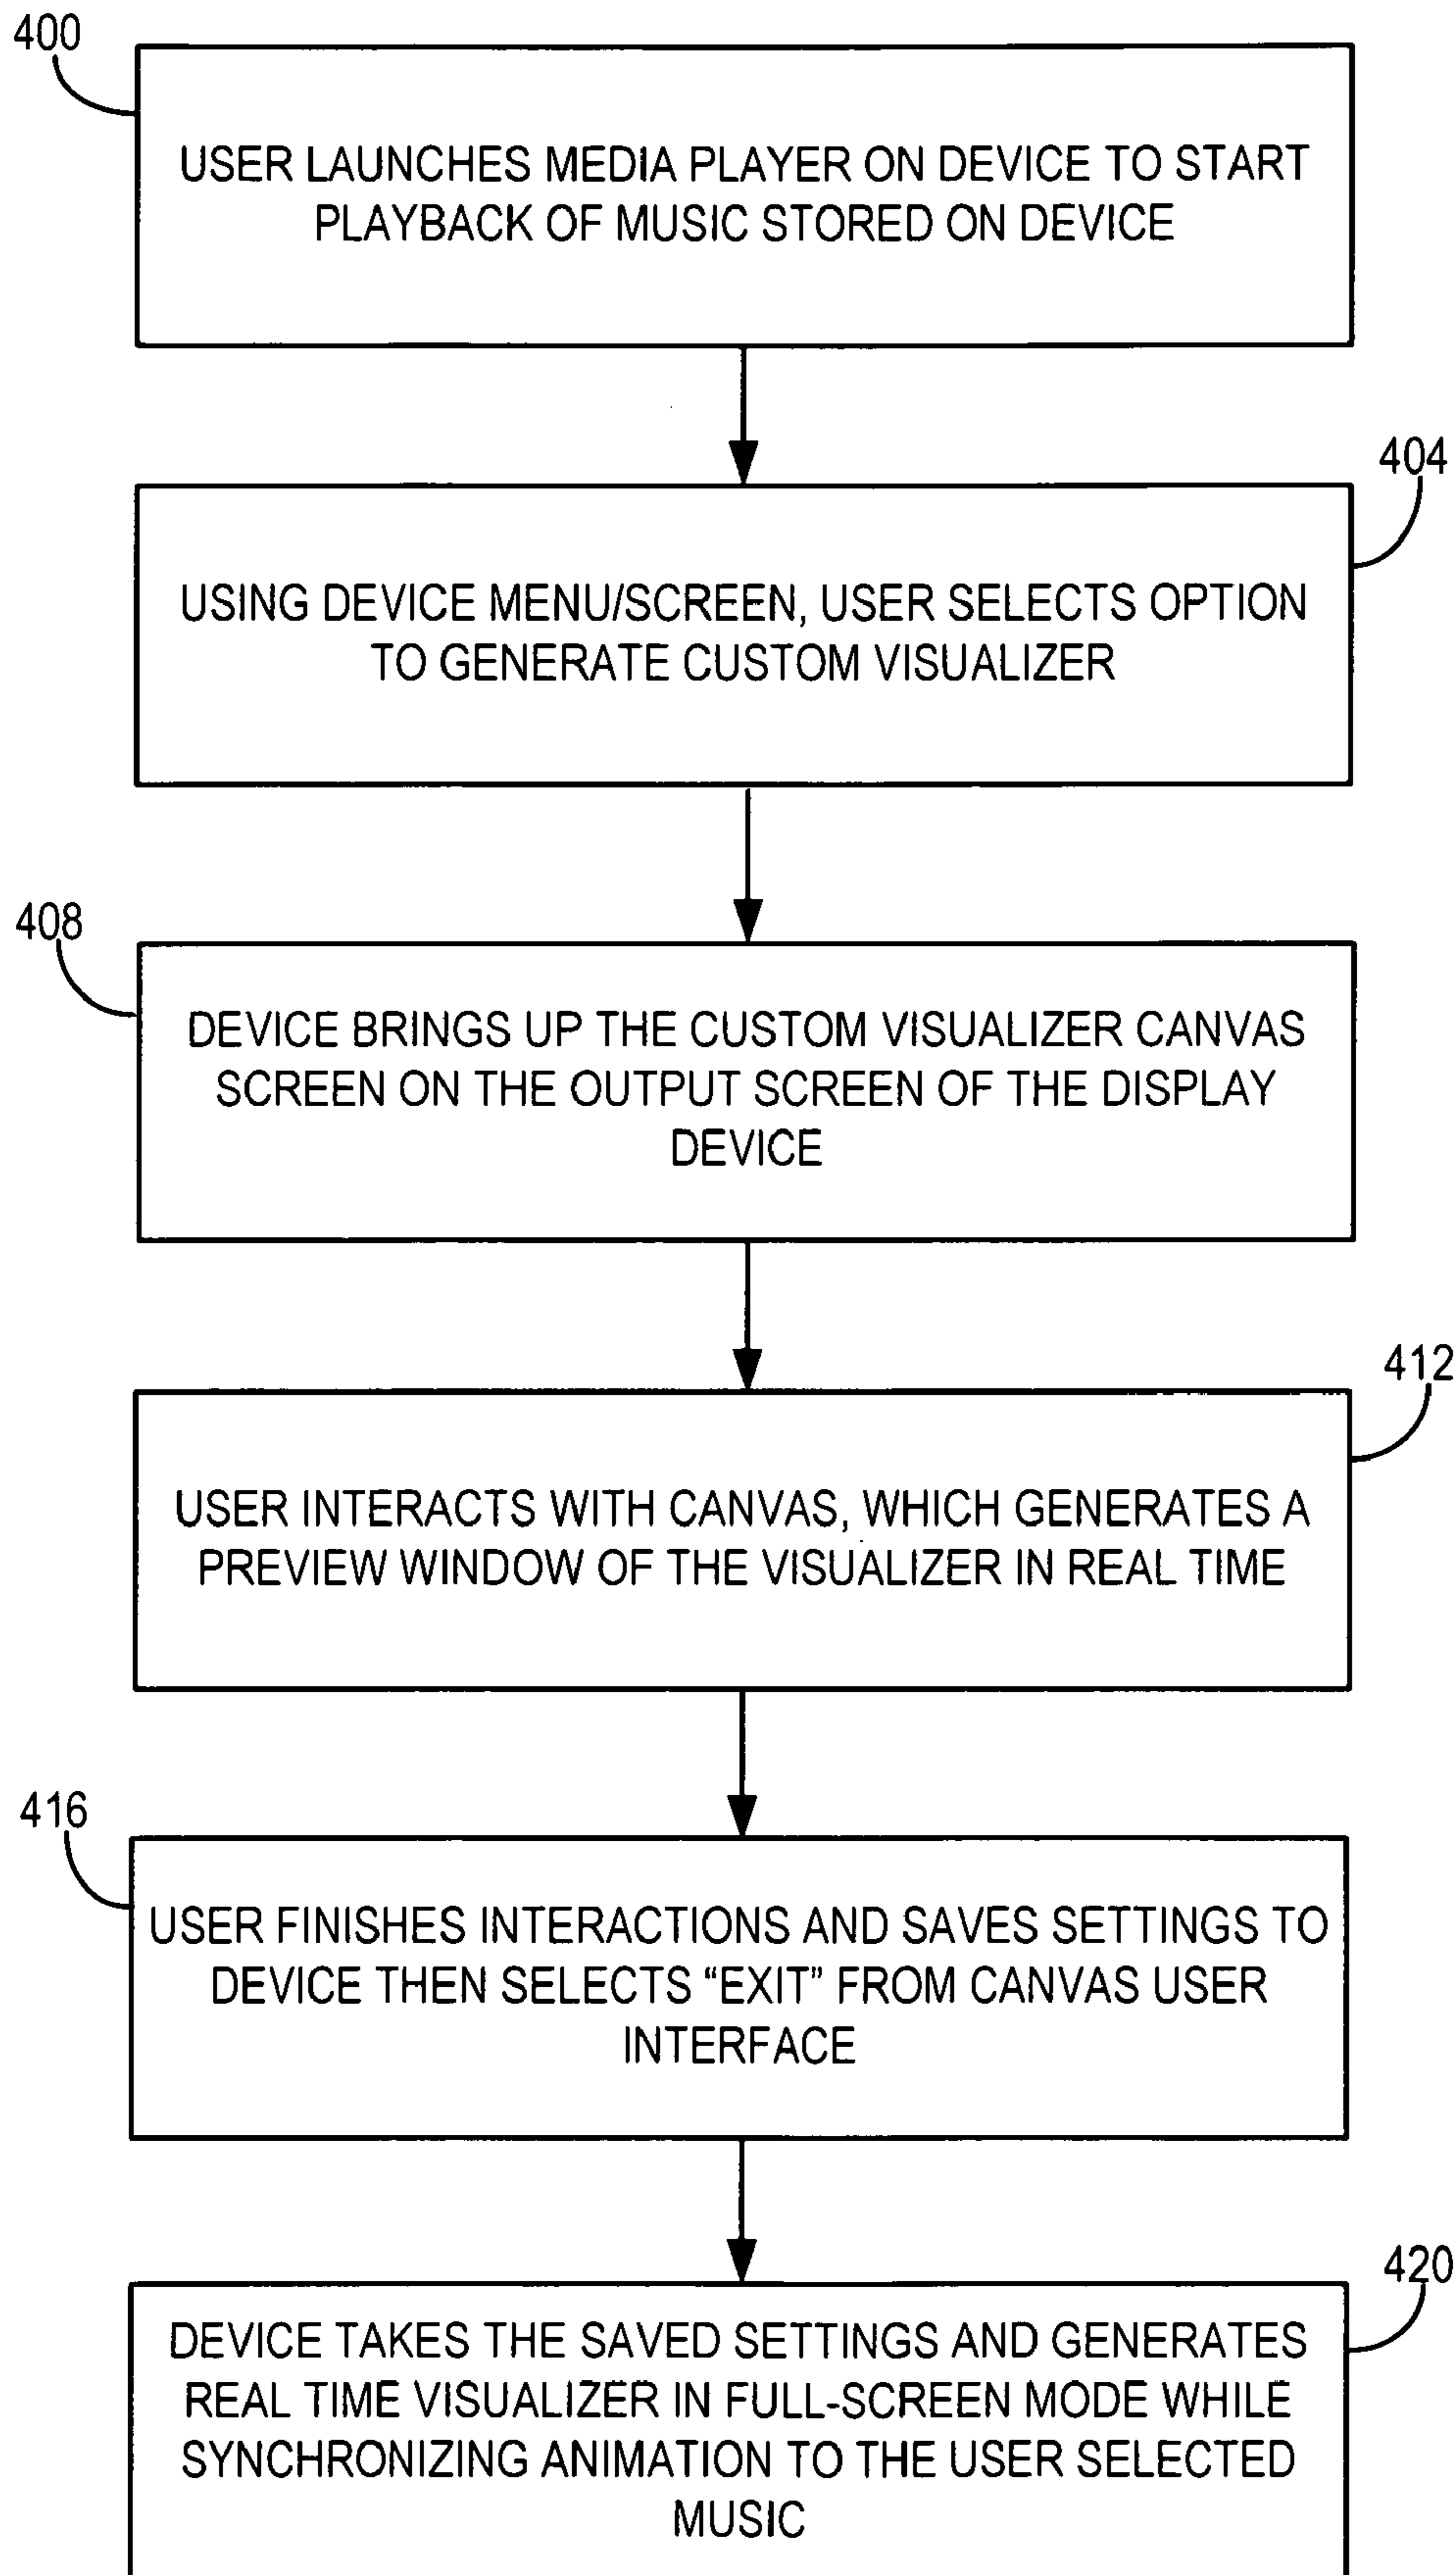 400
USER LAUNCHES MEDIA PLAYER ON DEVICE TO START
PLAYBACK OF MUSIC STORED ON DEVICE
404
USING DEVICE MENU/SCREEN, USER SELECTS OPTION
TO GENERATE CUSTOM VISUALIZER
408
DEVICE BRINGS UP THE CUSTOM VISUALIZER CANVAS
SCREEN ON THE OUTPUT SCREEN OF THE DISPLAY
DEVICE
412
USER INTERACTS WITH CANVAS, WHICH GENERATES A
PREVIEW WINDOW OF THE VISUALIZER IN REAL TIME
416
USER FINISHES INTERACTIONS AND SAVES SETTINGS TO
DEVICE THEN SELECTS “EXIT” FROM CANVAS USER
INTERFACE
420
DEVICE TAKES THE SAVED SETTINGS AND GENERATES
REAL TIME VISUALIZER IN FULL-SCREEN MODE WHILE
SYNCHRONIZING ANIMATION TO THE USER SELECTED
MUSIC